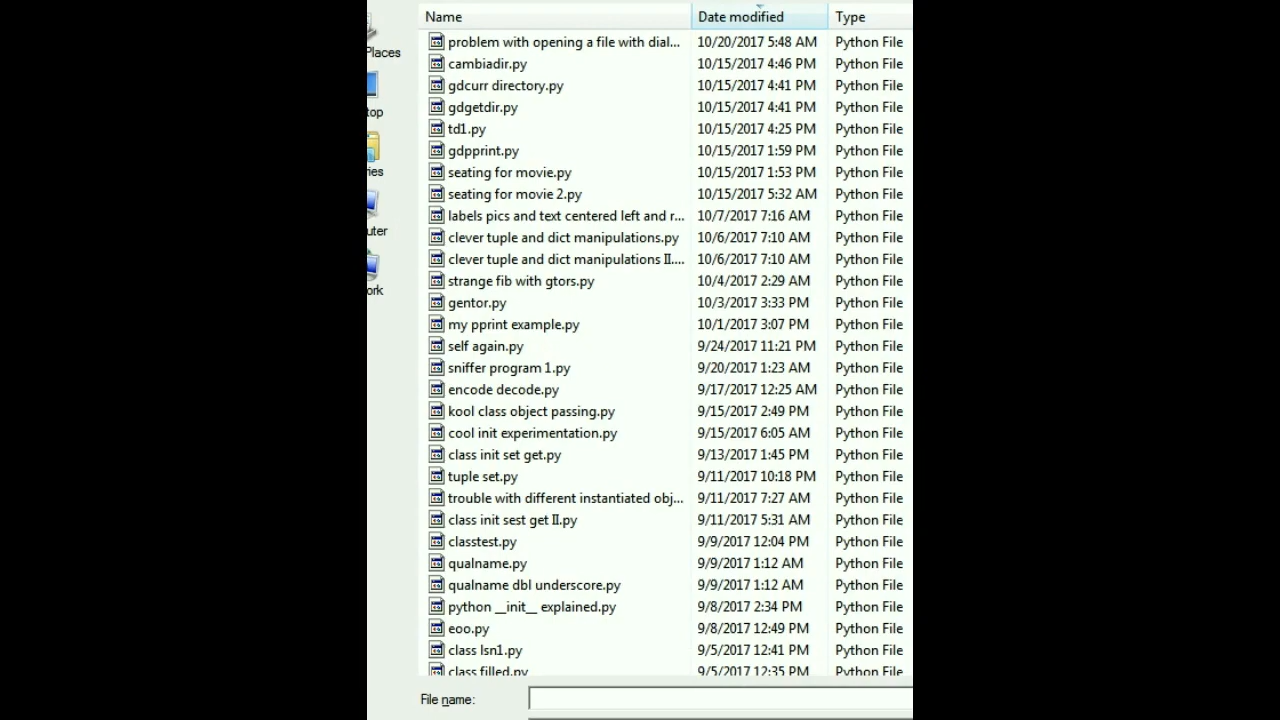 Name Date modified Type
problem with opening a file with dial... 10/20/2017 5:48 AM Python File
cambiadir.py 10/15/2017 4:46 PM Python File
Places
gdcurr directory.py 10/15/2017 4:41 PM Python File
gdgetdir.py 10/15/2017 4:41 PM Python File
top
td1.py 10/15/2017 4:25 PM Python File
gdpprint.py 10/15/2017 1:59 PM Python File
seating for movie.py 10/15/2017 1:53 PM Python File
ries
seating for movie 2.py 10/15/2017 5:32 AM Python File
labels pics and text centered left and r... 10/7/2017 7:16 AM Python File
uter
clever tuple and dict manipulations.py 10/6/2017 7:10 AM Python File
clever tuple and dict manipulations II.... 10/6/2017 7:10 AM Python File
strange fib with gtors.py 10/4/2017 2:29 AM Python File
ork
gentor.py 10/3/2017 3:33 PM Python File
my pprint example.py 10/1/2017 3:07 PM Python File
self again.py 9/24/2017 11:21 PM Python File
sniffer program 1.py 9/20/2017 1:23 AM Python File
encode decode.py 9/17/2017 12:25 AM Python File
kool class object passing.py 9/15/2017 2:49 PM Python File
cool init experimentation.py 9/15/2017 6:05 AM Python File
class init set get.py 9/13/2017 1:45 PM Python File
tuple set.py 9/11/2017 10:18 PM Python File
trouble with different instantiated obj... 9/11/2017 7:27 AM Python File
class init sest get II.py 9/11/2017 5:31 AM Python File
classtest.py 9/9/2017 12:04 PM Python File
qualname.py 9/9/2017 1:12 AM Python File
qualname dbl underscore.py 9/9/2017 1:12 AM Python File
python __init__ explained.py 9/8/2017 2:34 PM Python File
eoo.py 9/8/2017 12:49 PM Python File
class lsn1.py 9/5/2017 12:41 PM Python File
class filled.py 9/5/2017 12:35 PM Python File
File name: